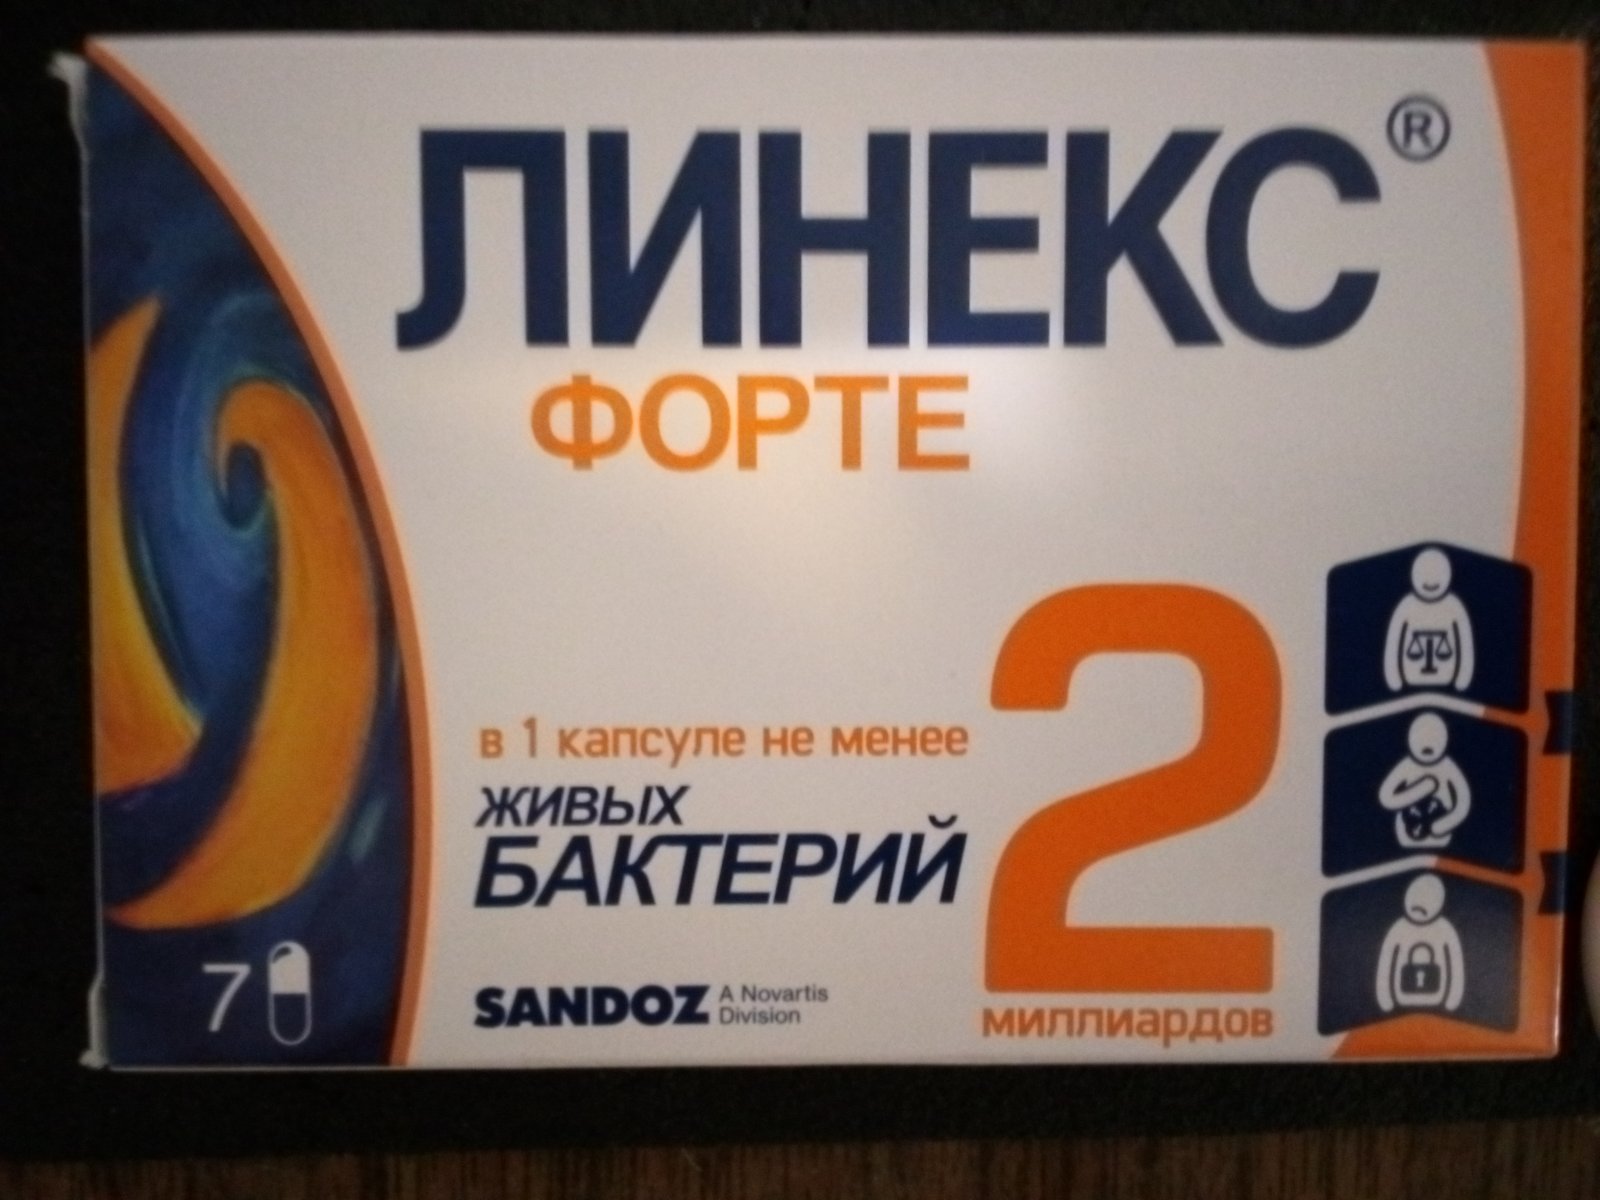 ЛИНЕКС®
ФОРТЕ
в 1 капсуле не менее
живых
БАКТЕРИЙ
2
миллиардов
SANDOZ A Novartis
Division
7